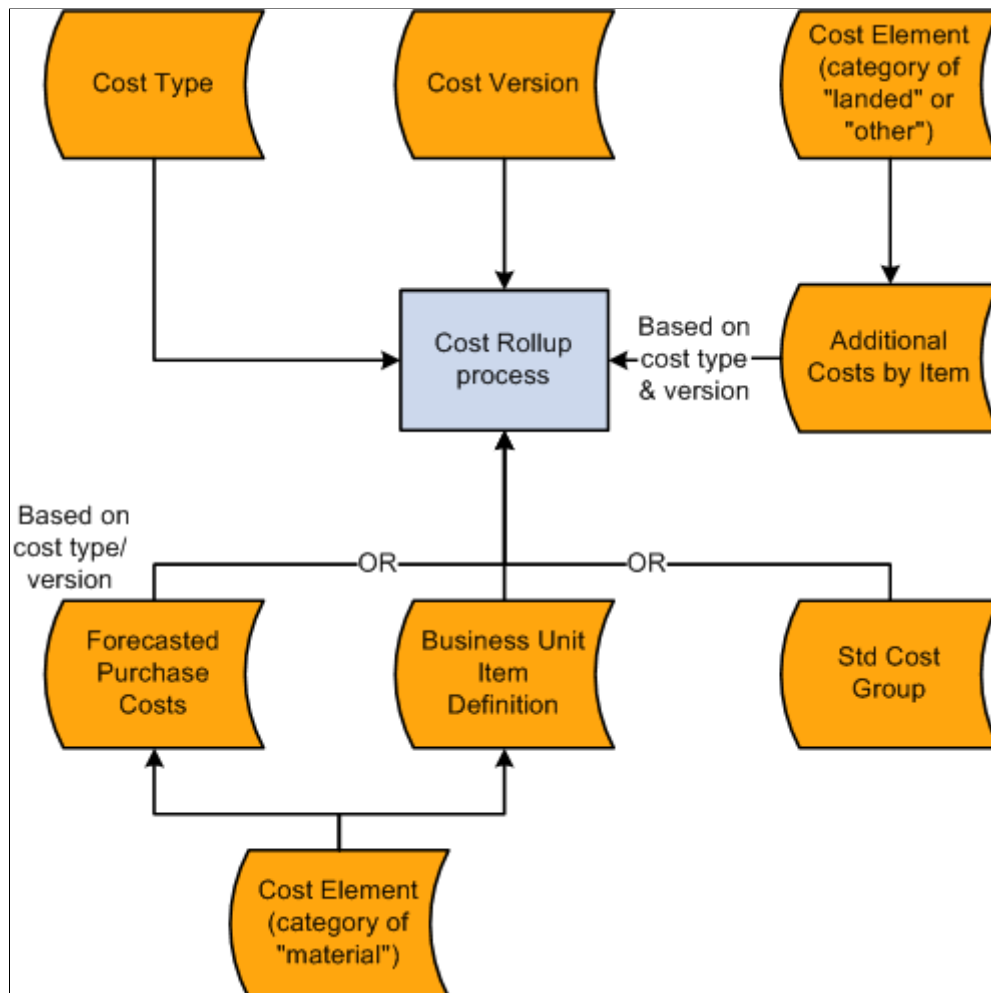 Cost Type
Cost Version
Cost Element
(category of
"landed" or
"other")
Cost Rollup
process
Based on
cost type
& version
Additional
Costs by Item
Based on
cost type/
version
OR
OR
Forecasted
Purchase
Costs
Business Unit
Item
Definition
Std Cost
Group
Cost Element
(category of
"material")